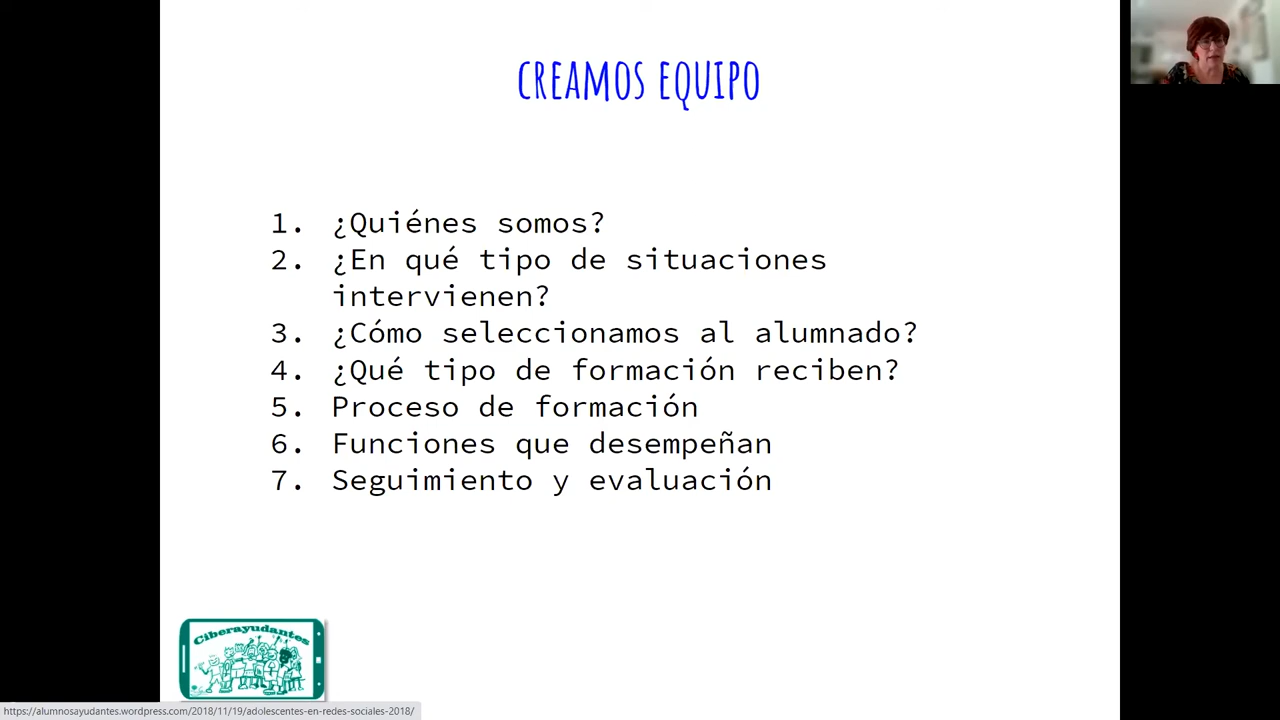 CREAMOS EQUIPO
1. ¿Quiénes somos?
2. ¿En qué tipo de situaciones
intervienen?
3. ¿Cómo seleccionamos al alumnado?
4. ¿Qué tipo de formación reciben?
5. Proceso de formación
6. Funciones que desempeñan
7. Seguimiento y evaluación
Ciberayudantes
https://alumnosayudantes.wordpress.com/2018/11/19/adolescentes-en-redes-sociales-2018/